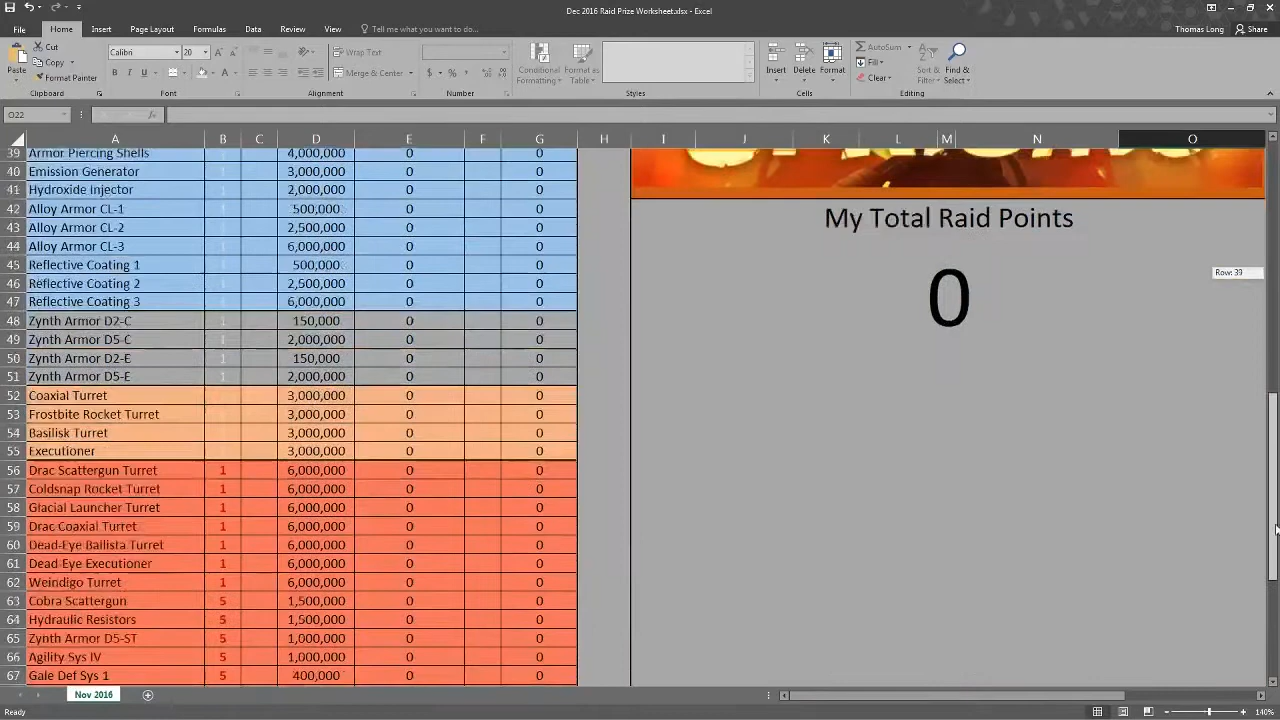 Dec 2016 Raid Prize Worksheet.xlsx - Excel
File Home Insert Page Layout Formulas Data Review View Tell me what you want to do... Thomas Long Share
Paste Cut Copy Format Painter Clipboard
Calibri 20 B I U Font
Wrap Text Merge & Center Alignment
$ % , Number
Conditional Formatting Format as Table Styles
Insert Delete Format Cells
AutoSum Fill Clear Sort & Filter Find & Select Editing
O22 fx
A B C D E F G H I J K L M N O
39 Armor Piercing Shells 1 4,000,000 0 0
40 Emission Generator 1 3,000,000 0 0
41 Hydroxide Injector 1 2,000,000 0 0
42 Alloy Armor CL-1 1 500,000 0 0
43 Alloy Armor CL-2 1 2,500,000 0 0
44 Alloy Armor CL-3 1 6,000,000 0 0
45 Reflective Coating 1 1 500,000 0 0
46 Reflective Coating 2 1 2,500,000 0 0
47 Reflective Coating 3 1 6,000,000 0 0
48 Zynth Armor D2-C 1 150,000 0 0
49 Zynth Armor D5-C 1 2,000,000 0 0
50 Zynth Armor D2-E 1 150,000 0 0
51 Zynth Armor D5-E 1 2,000,000 0 0
52 Coaxial Turret 3,000,000 0 0
53 Frostbite Rocket Turret 3,000,000 0 0
54 Basilisk Turret 3,000,000 0 0
55 Executioner 3,000,000 0 0
56 Drac Scattergun Turret 1 6,000,000 0 0
57 Coldsnap Rocket Turret 1 6,000,000 0 0
58 Glacial Launcher Turret 1 6,000,000 0 0
59 Drac Coaxial Turret 1 6,000,000 0 0
60 Dead-Eye Ballista Turret 1 6,000,000 0 0
61 Dead-Eye Executioner 1 6,000,000 0 0
62 Weindigo Turret 1 6,000,000 0 0
63 Cobra Scattergun 5 1,500,000 0 0
64 Hydraulic Resistors 5 1,500,000 0 0
65 Zynth Armor D5-ST 5 1,000,000 0 0
66 Agility Sys IV 5 1,000,000 0 0
67 Gale Def Sys 1 5 400,000 0 0
My Total Raid Points
0
Row: 39
Nov 2016
Ready 140%